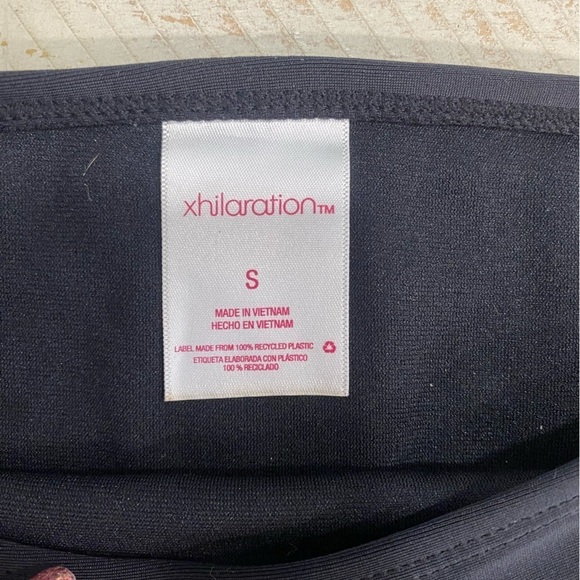 xhilaration™
S
MADE IN VIETNAM
HECHO EN VIETNAM
LABEL MADE FROM 100% RECYCLED PLASTIC
ETIQUETA ELABORADA CON PLÁSTICO
100 % RECICLADO